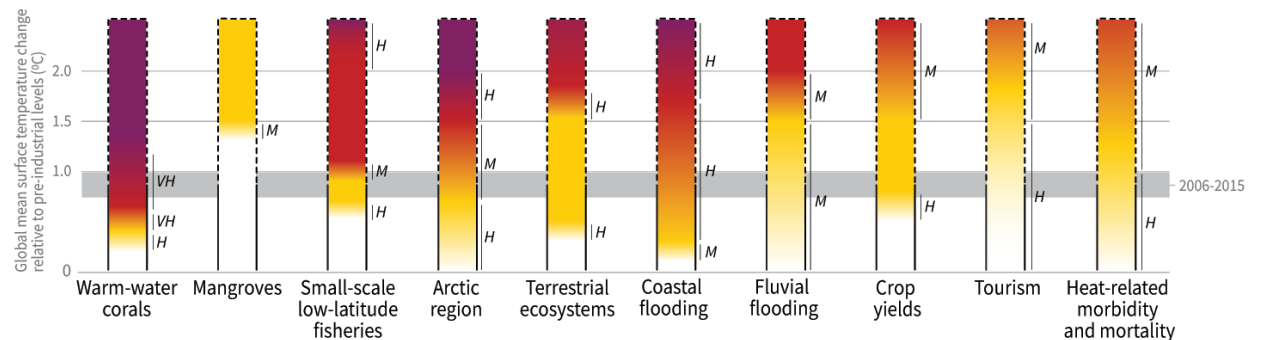 Global mean surface temperature change
relative to pre-industrial levels (⁰C)
2.0
1.5
1.0
0
2006-2015
VH
VH
H
M
H
M
H
H
M
H
H
H
H
H
M
M
M
M
H
M
H
M
H
Warm-water
corals
Mangroves
Small-scale
low-latitude
fisheries
Arctic
region
Terrestrial
ecosystems
Coastal
flooding
Fluvial
flooding
Crop
yields
Tourism
Heat-related
morbidity
and mortality